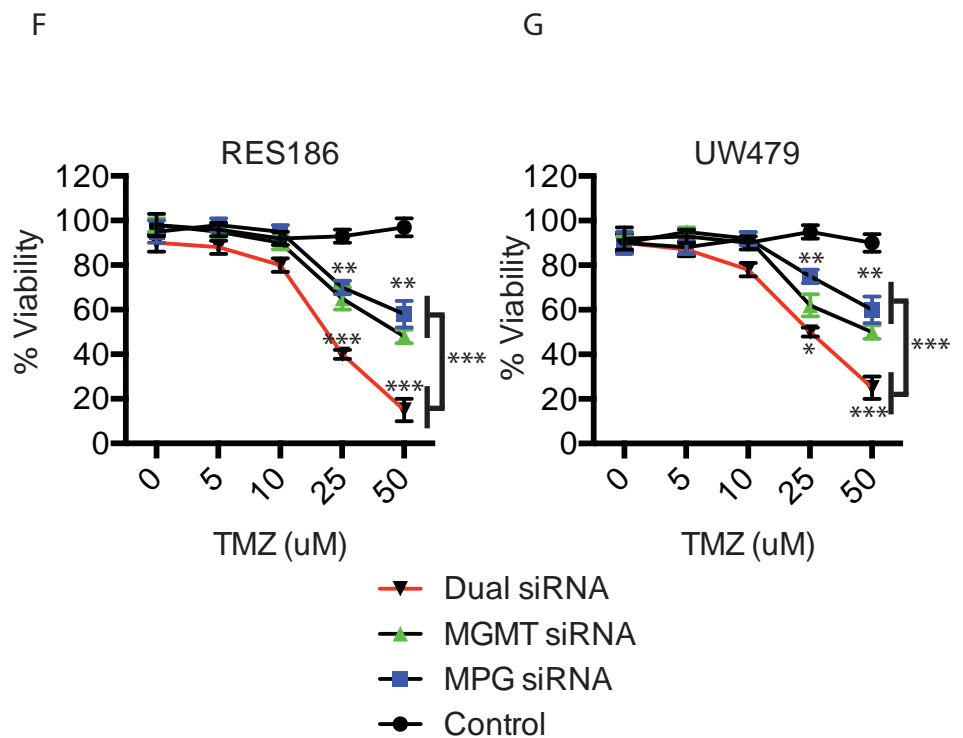 F
G
RES186
UW479
120
100
80
60
40
20
0
% Viability
**
**
***
***
***
0
5
10
25
50
TMZ (uM)
120
100
80
60
40
20
0
% Viability
**
**
*
***
***
0
5
10
25
50
TMZ (uM)
Dual siRNA
MGMT siRNA
MPG siRNA
Control